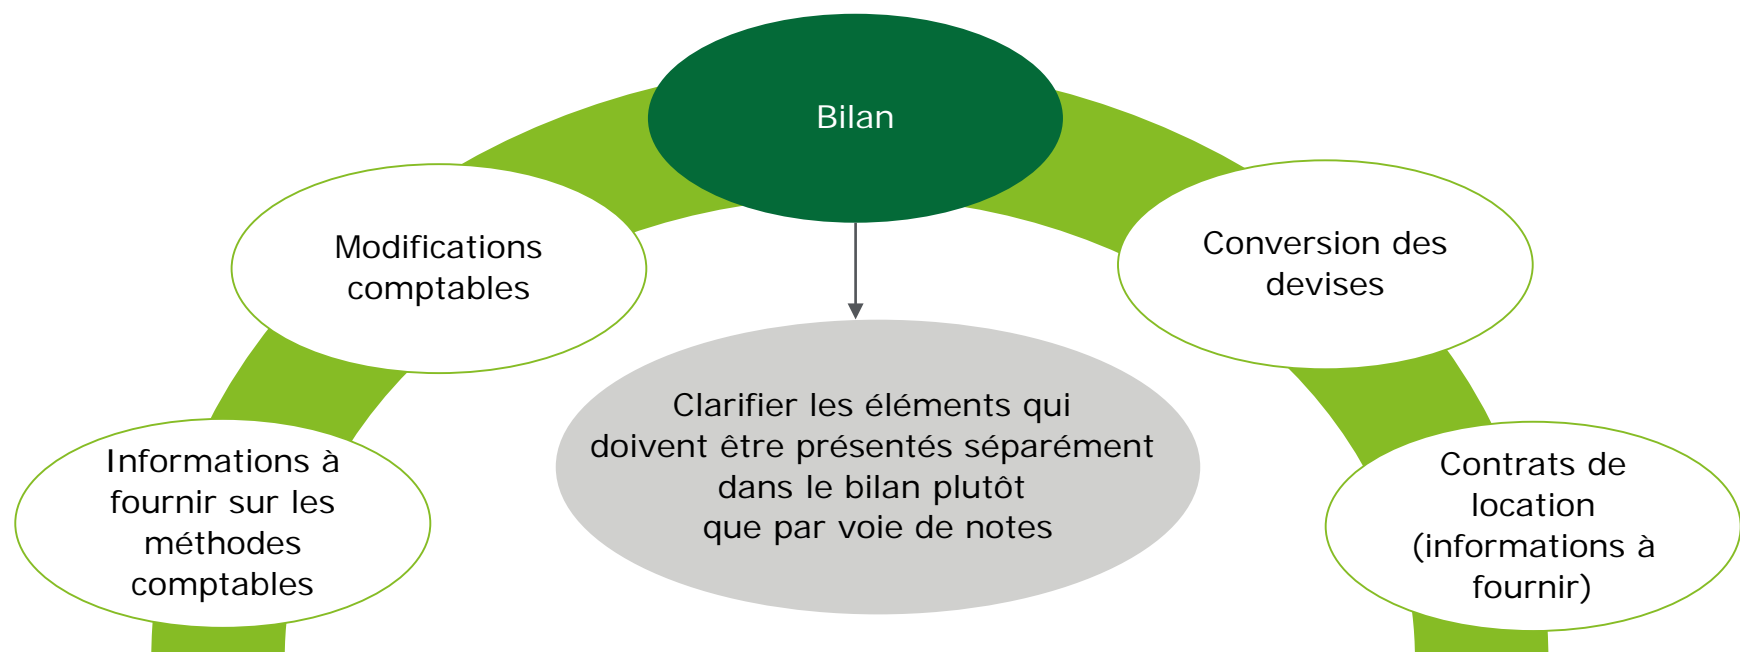 Bilan
Modifications
comptables
Conversion des
devises
Clarifier les éléments qui
doivent être présentés séparément
dans le bilan plutôt
que par voie de notes
Informations à
fournir sur les
méthodes
comptables
Contrats de
location
(informations à
fournir)